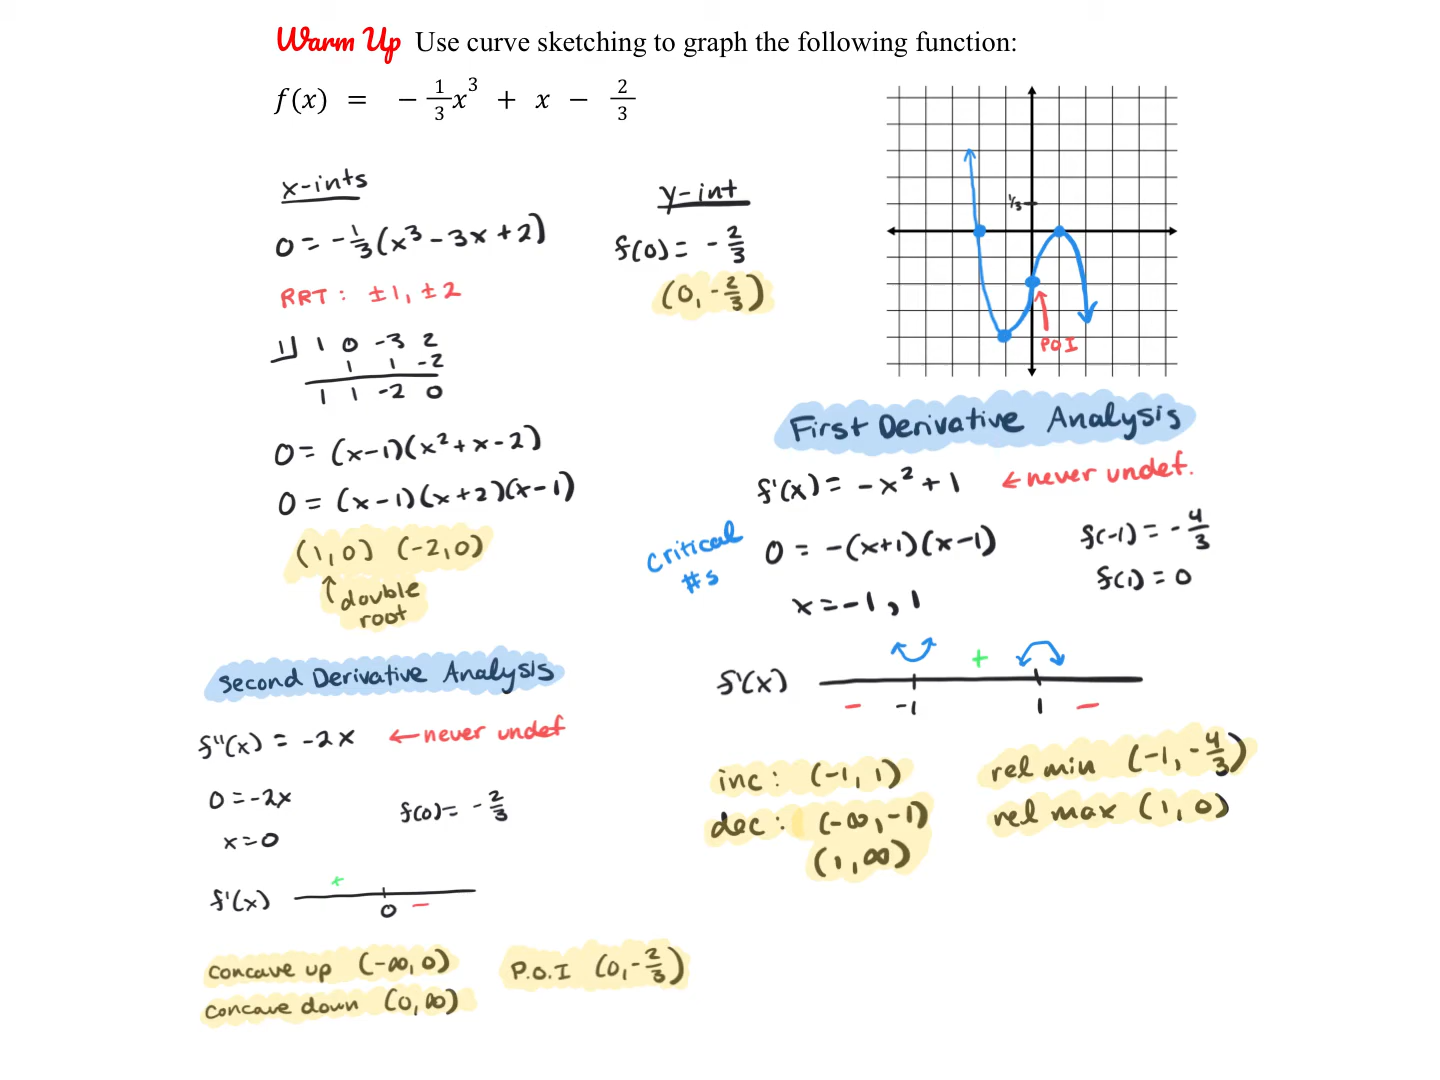 Warm Up Use curve sketching to graph the following function:
f(x) = − 1/3 x³ + x − 2/3
x-ints
0 = -1/3(x³ - 3x + 2)
RRT: ±1, ±2
1⌋ 1 0 -3 2
1 1 -2
1 1 -2 0
0 = (x-1)(x²+x-2)
0 = (x-1)(x+2)(x-1)
(1,0) (-2,0)
↑ double
root
y-int
f(0) = -2/3
(0, -2/3)
1/3
POI
First Derivative Analysis
f'(x) = -x² + 1 ← never undef.
critical
#s
0 = -(x+1)(x-1)
x = -1, 1
f(-1) = -4/3
f(1) = 0
f'(x)
+
- -1 1 -
inc: (-1, 1)
dec: (-∞, -1)
(1, ∞)
rel min (-1, -4/3)
rel max (1, 0)
Second Derivative Analysis
f''(x) = -2x ← never undef
0 = -2x
x = 0
f(0) = -2/3
f'(x)
+
0 -
Concave up (-∞, 0)
Concave down (0, ∞)
P.O.I (0, -2/3)